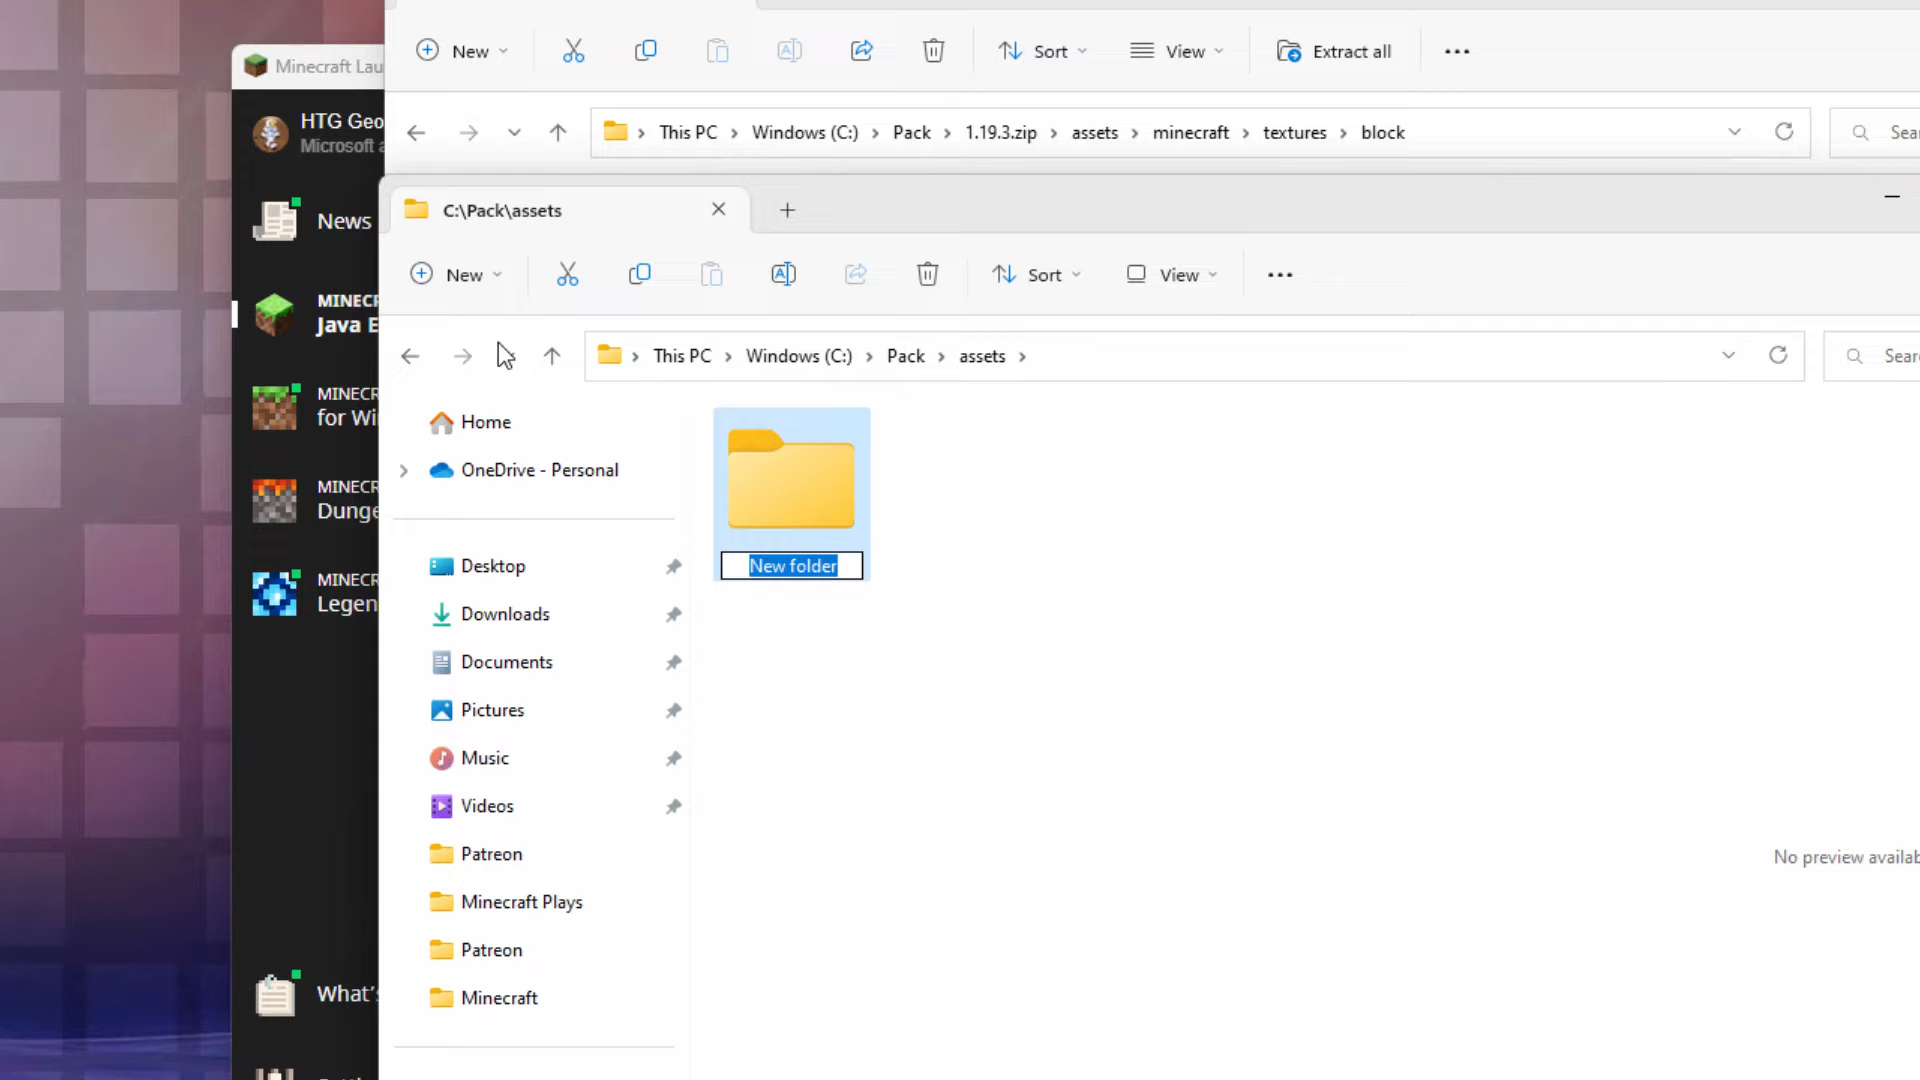 New
Sort
View
Extract all
Minecraft Lau
This PC
Windows (C:)
Pack
1.19.3.zip
assets
minecraft
textures
block
Sea
HTG Geo
Microsoft a
C:\Pack\assets
News
New
Sort
View
MINECR
Java E
This PC
Windows (C:)
Pack
assets
Sear
MINECR
for Wi
Home
OneDrive - Personal
MINECR
Dunge
New folder
Desktop
MINECR
Legen
Downloads
Documents
Pictures
Music
Videos
Patreon
No preview availab
Minecraft Plays
Patreon
What's
Minecraft